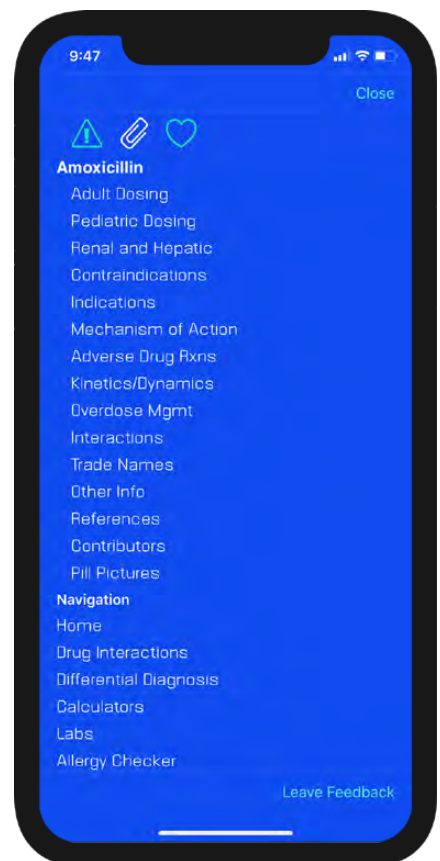 9:47
Close
Amoxicillin
Adult Dosing
Pediatric Dosing
Renal and Hepatic
Contraindications
Indications
Mechanism of Action
Adverse Drug Rxns
Kinetics/Dynamics
Overdose Mgmt
Interactions
Trade Names
Other Info
References
Contributors
Pill Pictures
Navigation
Home
Drug Interactions
Differential Diagnosis
Calculators
Labs
Allergy Checker
Leave Feedback